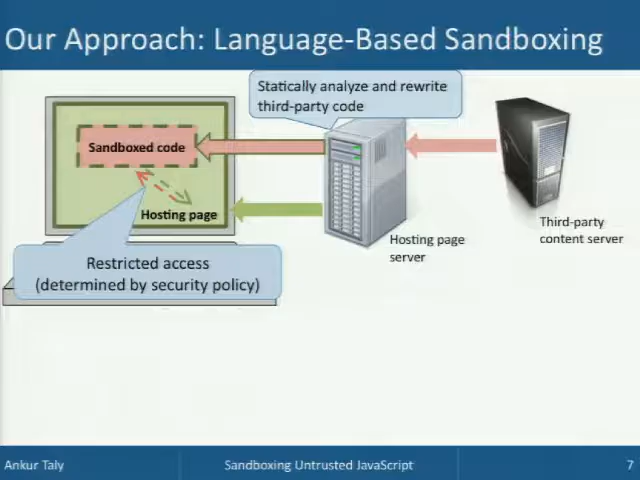 Our Approach: Language-Based Sandboxing
Statically analyze and rewrite
third-party code
Sandboxed code
Hosting page
Hosting page
server
Third-party
content server
Restricted access
(determined by security policy)
Ankur Taly
Sandboxing Untrusted JavaScript
7